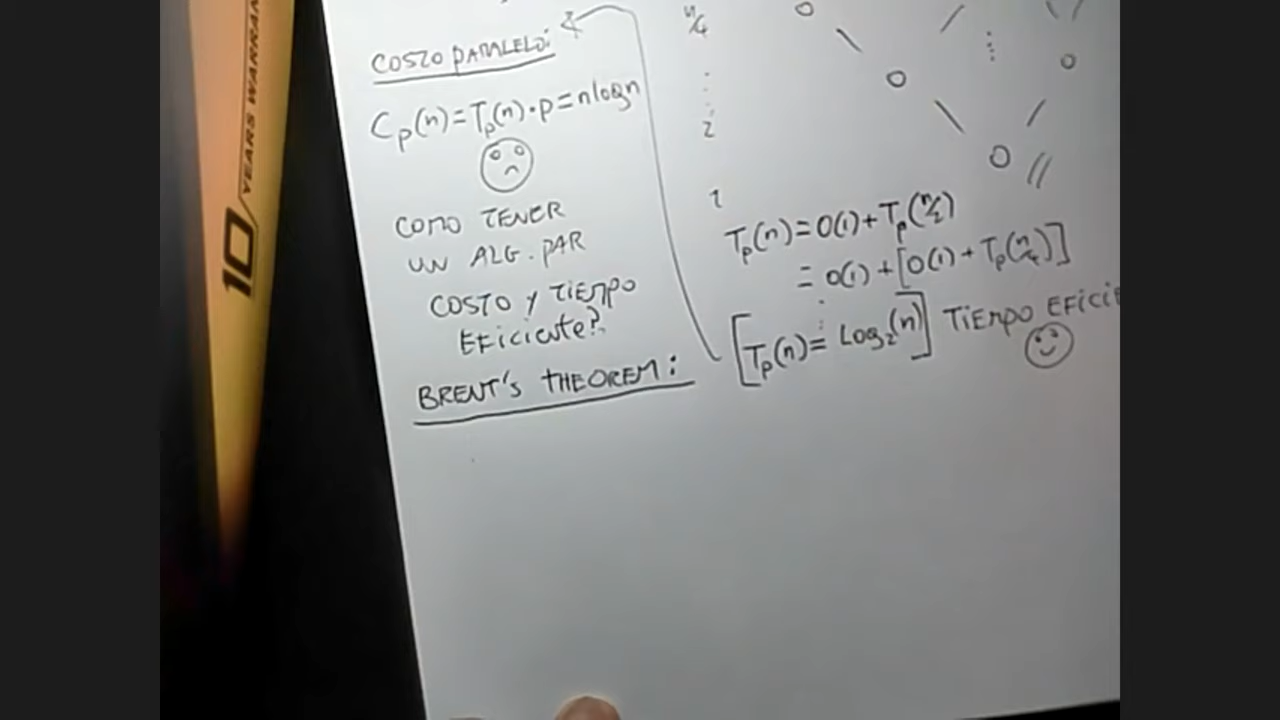 COSTO PARALELO:
Cp(n)=Tp(n)·p=nlogn
COMO TENER
UN ALG. PAR
COSTO Y TIEMPO
EFICIENTE?
BRENT'S THEOREM:
n/4
2
1
Tp(n)=O(1)+Tp(n/2)
= O(1)+[O(1)+Tp(n/4)]
[Tp(n)= Log2(n)] TIEMPO EFICIE
10 YEARS WARRAN